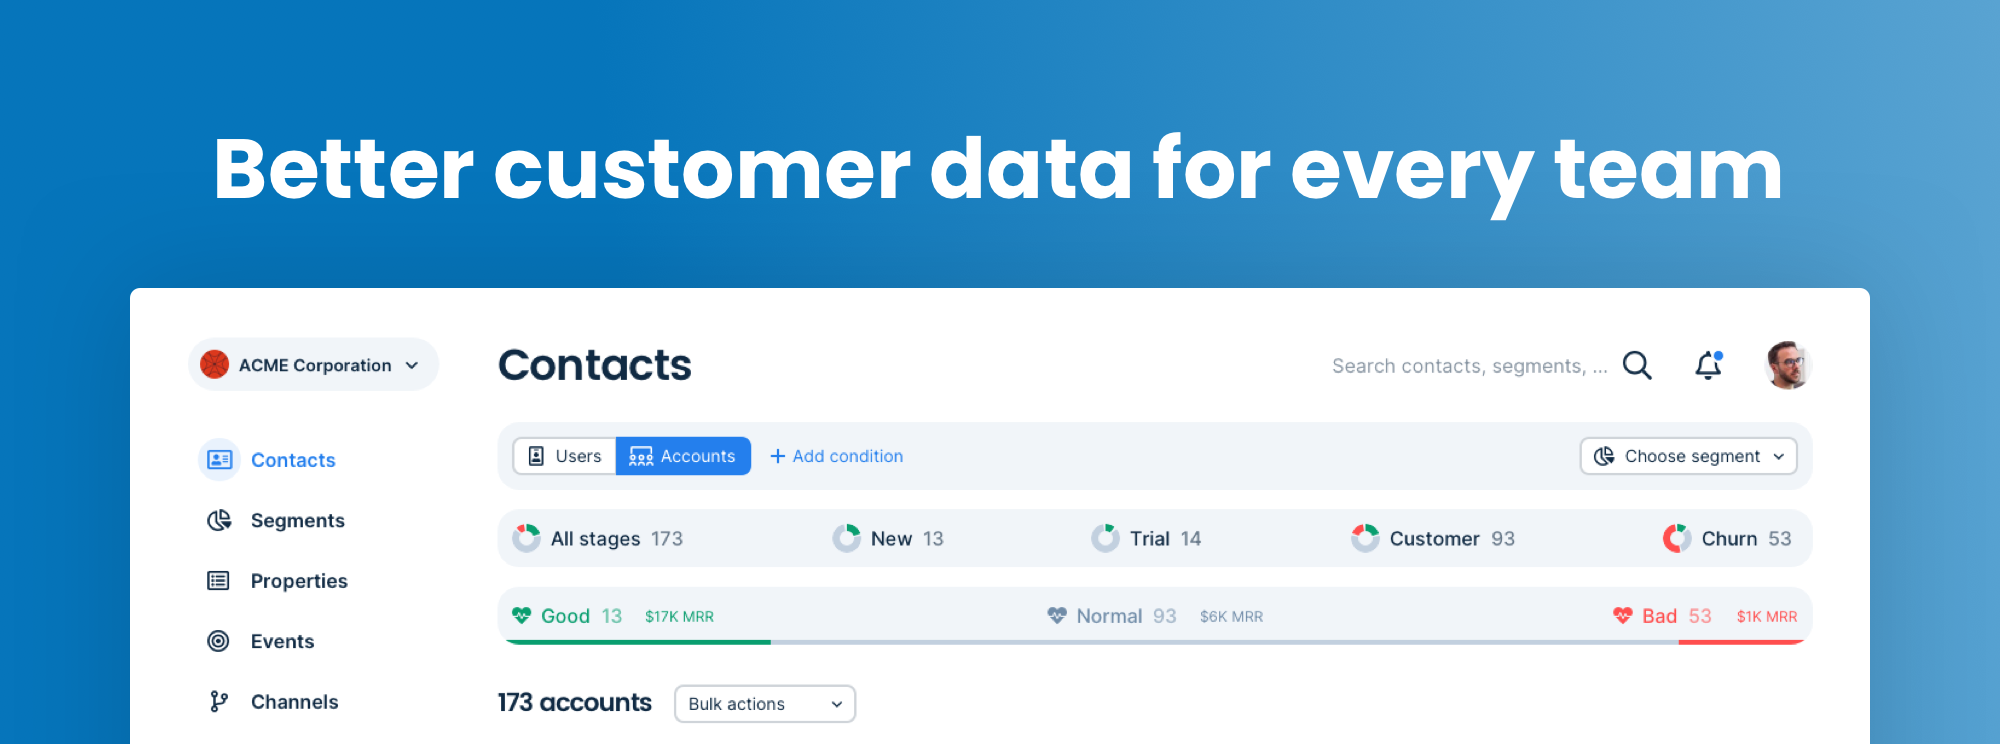 Better customer data for every team
ACME Corporation
Contacts
Search contacts, segments, ...
Contacts
Segments
Properties
Events
Channels
Users
Accounts
+ Add condition
Choose segment
All stages 173
New 13
Trial 14
Customer 93
Churn 53
Good 13 $17K MRR
Normal 93 $6K MRR
Bad 53 $1K MRR
173 accounts
Bulk actions